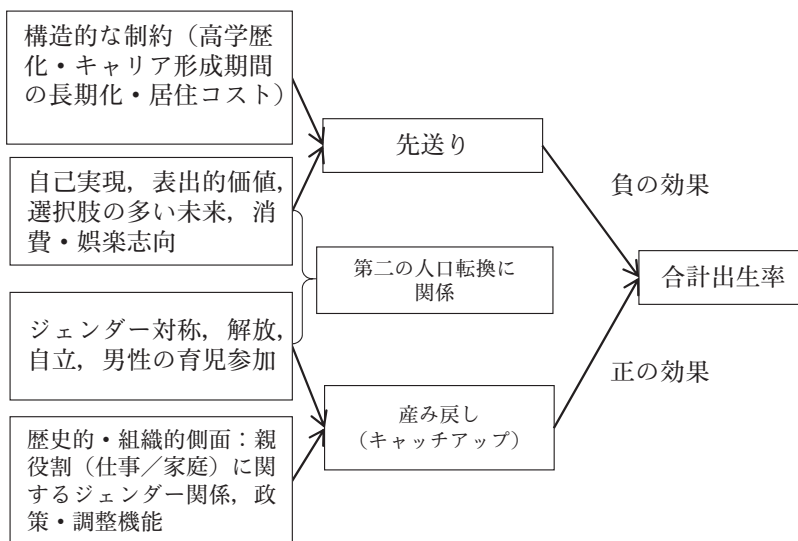 構造的な制約（高学歴
化・キャリア形成期間
の長期化・居住コスト）
先送り
自己実現，表出的価値，
選択肢の多い未来，消
費・娯楽志向
負の効果
第二の人口転換に
関係
合計出生率
ジェンダー対称，解放，
自立，男性の育児参加
正の効果
産み戻し
（キャッチアップ）
歴史的・組織的側面：親
役割（仕事／家庭）に関
するジェンダー関係，政
策・調整機能